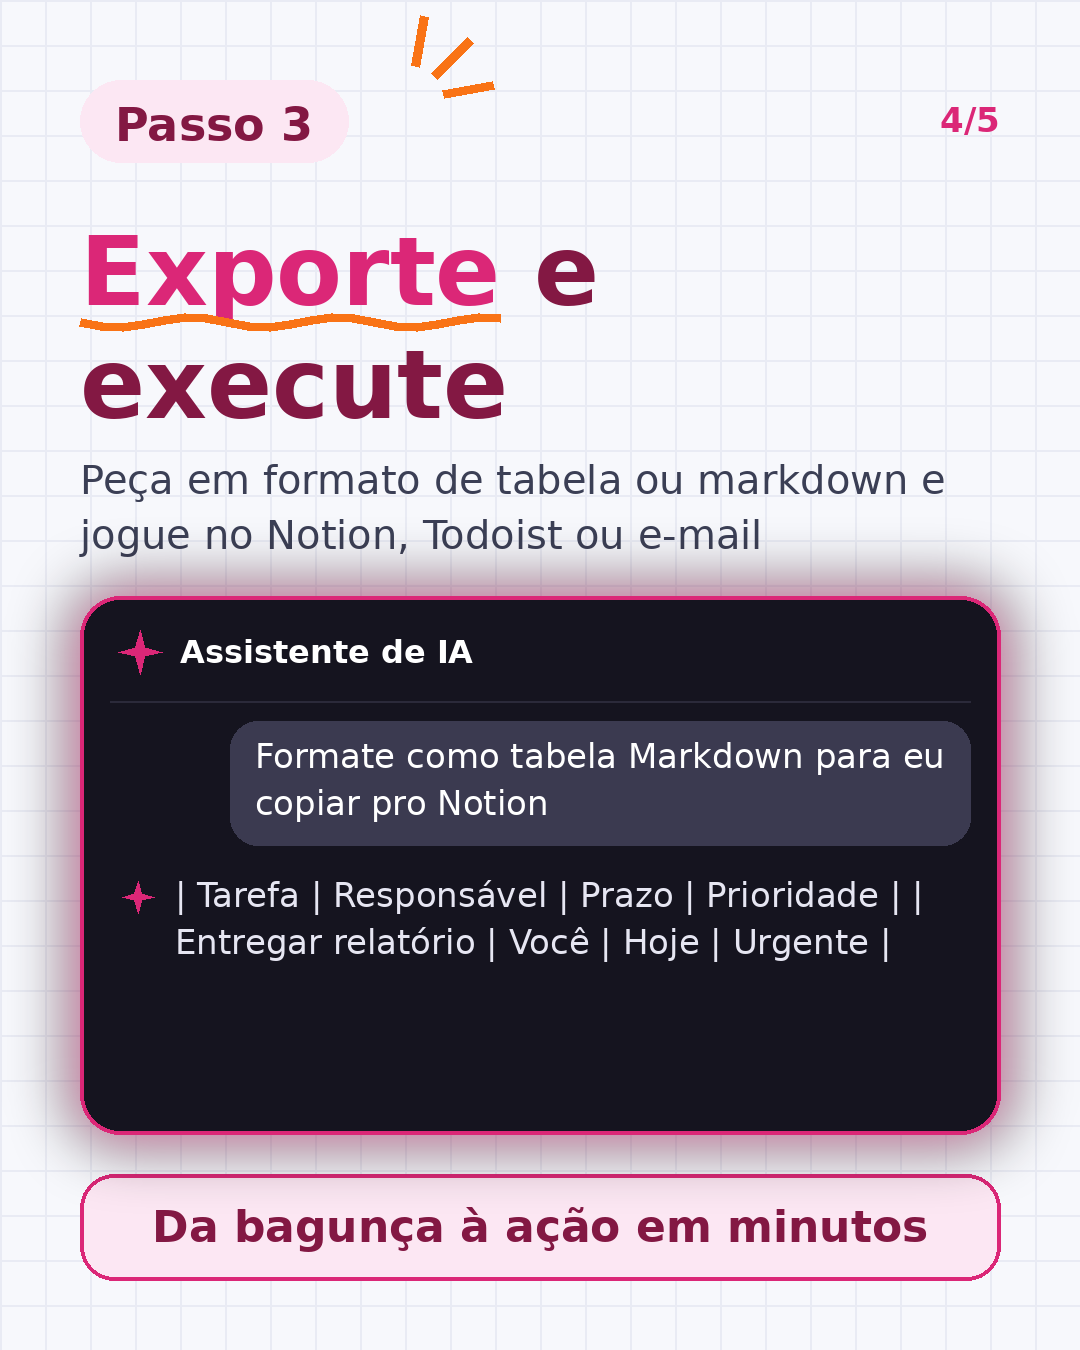 Passo 3
4/5
Exporte e
execute
Peça em formato de tabela ou markdown e
jogue no Notion, Todoist ou e-mail
Assistente de IA
Formate como tabela Markdown para eu
copiar pro Notion
| Tarefa | Responsável | Prazo | Prioridade | |
Entregar relatório | Você | Hoje | Urgente |
Da bagunça à ação em minutos